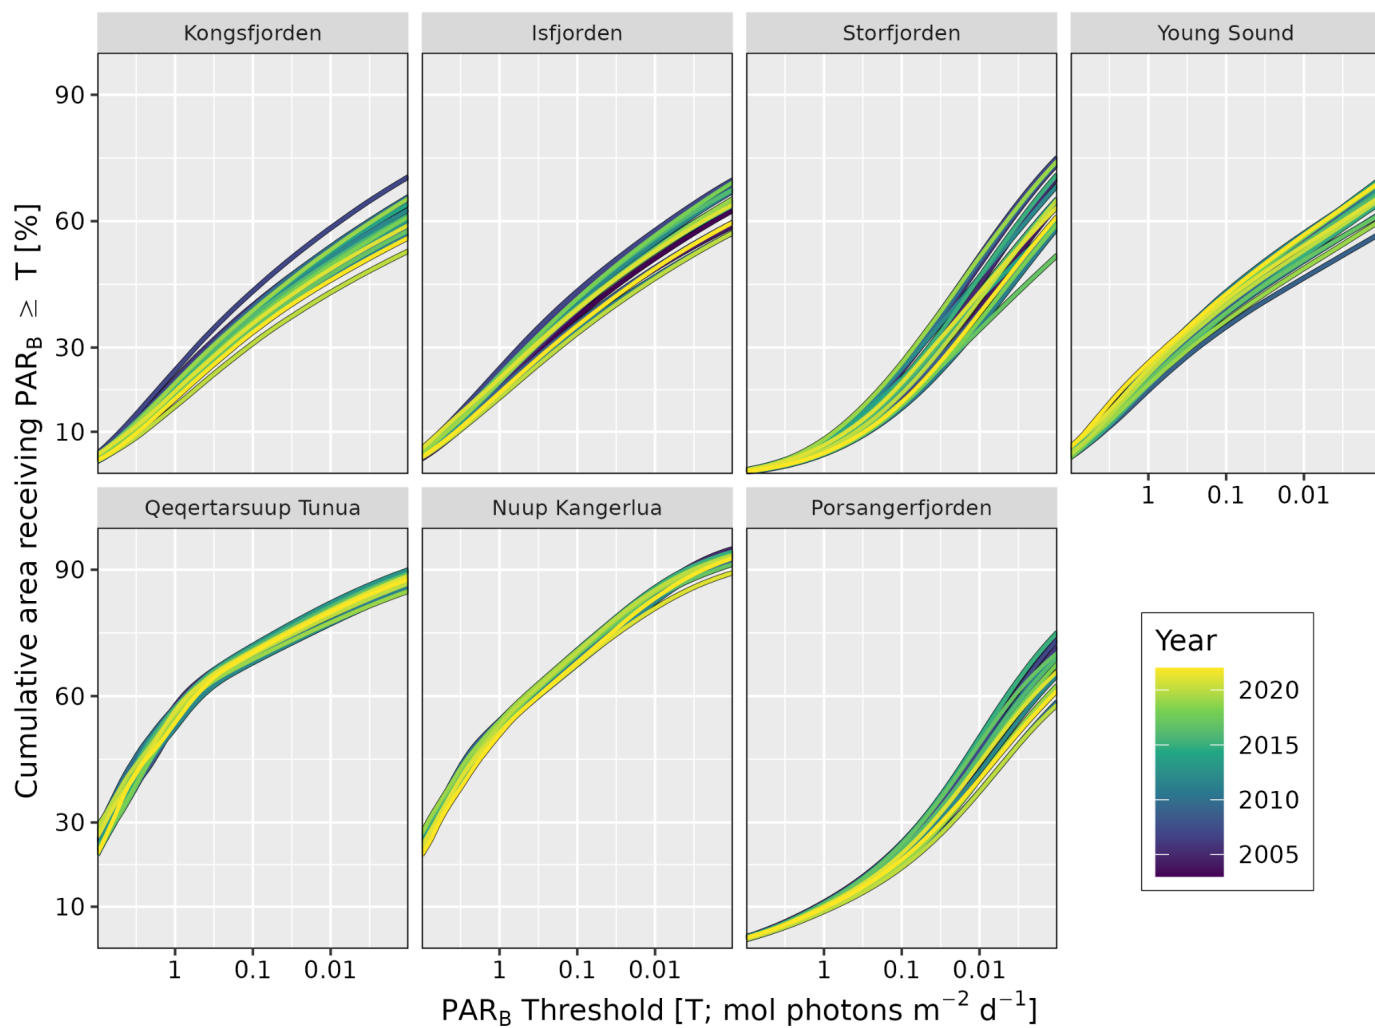 Kongsfjorden
Isfjorden
Storfjorden
Young Sound
90
60
30
10
1
0.1
0.01
Qeqertarsuup Tunua
Nuup Kangerlua
Porsangerfjorden
90
60
30
10
1
0.1
0.01
1
0.1
0.01
1
0.1
0.01
Cumulative area receiving PAR_B ≥ T [%]
PAR_B Threshold [T; mol photons m⁻² d⁻¹]
Year
2020
2015
2010
2005